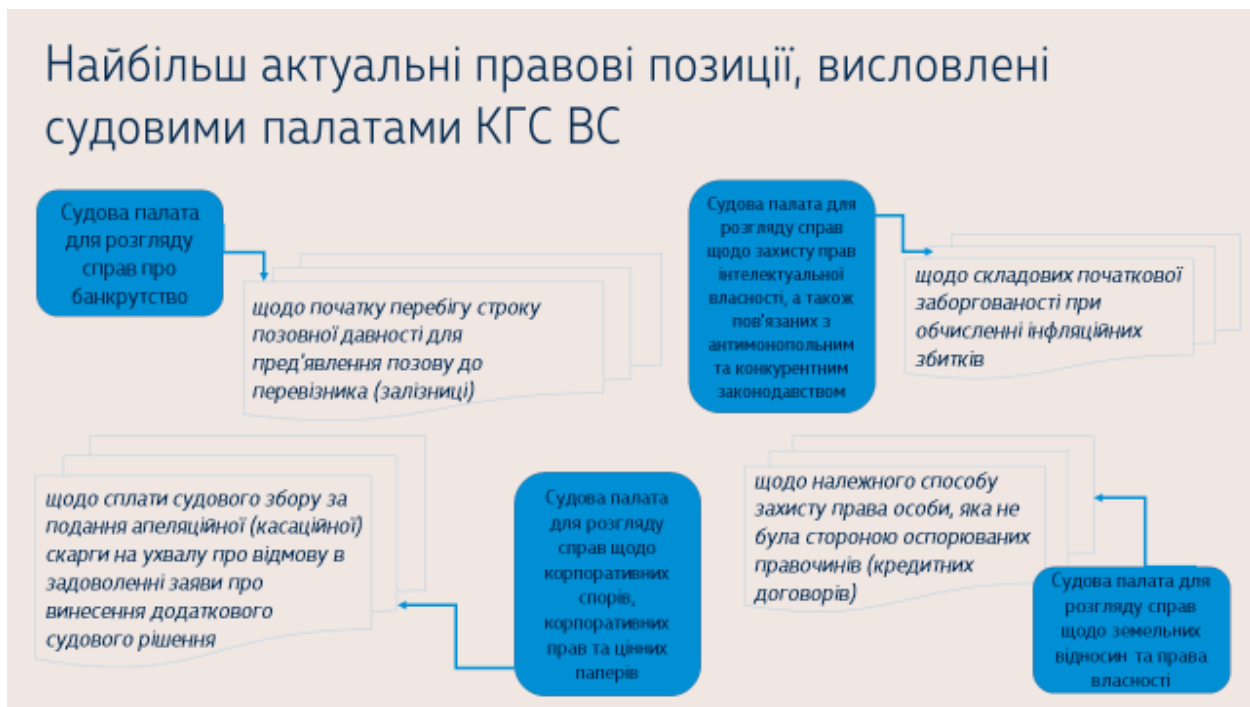 Найбільш актуальні правові позиції, висловлені
судовими палатами КГС ВС
Судова палата
для розгляду
справ про
банкрутство
щодо початку перебігу строку
позовної давності для
пред'явлення позову до
перевізника (залізниці)
Судова палата для
розгляду справ
щодо захисту прав
інтелектуальної
власності, а також
пов'язаних з
антимонопольним
та конкурентним
законодавством
щодо складових початкової
заборгованості при
обчисленні інфляційних
збитків
щодо сплати судового збору за
подання апеляційної (касаційної)
скарги на ухвалу про відмову в
задоволенні заяви про
винесення додаткового
судового рішення
Судова палата
для розгляду
справ щодо
корпоративних
спорів,
корпоративних
прав та цінних
паперів
щодо належного способу
захисту права особи, яка не
була стороною оспорюваних
правочинів (кредитних
договорів)
Судова палата для
розгляду справ
щодо земельних
відносин та права
власності